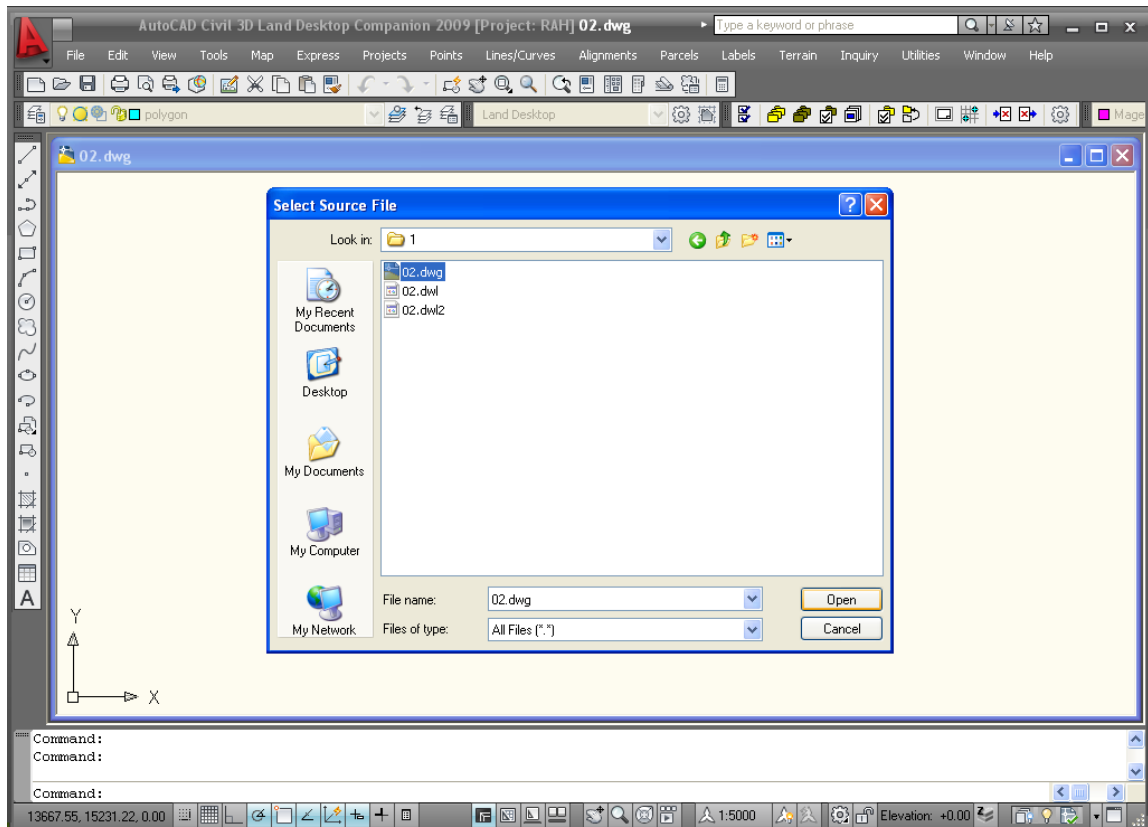 AutoCAD Civil 3D Land Desktop Companion 2009 [Project: RAH] 02.dwg
Type a keyword or phrase
File Edit View Tools Map Express Projects Points Lines/Curves Alignments Parcels Labels Terrain Inquiry Utilities Window Help
polygon
Land Desktop
Mage
02.dwg
Select Source File
Look in:
1
02.dwg
02.dwl
02.dwl2
My Recent
Documents
Desktop
My Documents
My Computer
My Network
File name:
02.dwg
Open
Files of type:
All Files (*.*)
Cancel
A
Y
X
Command:
Command:
Command:
13667.55, 15231.22, 0.00
1:5000
Elevation: +0.00